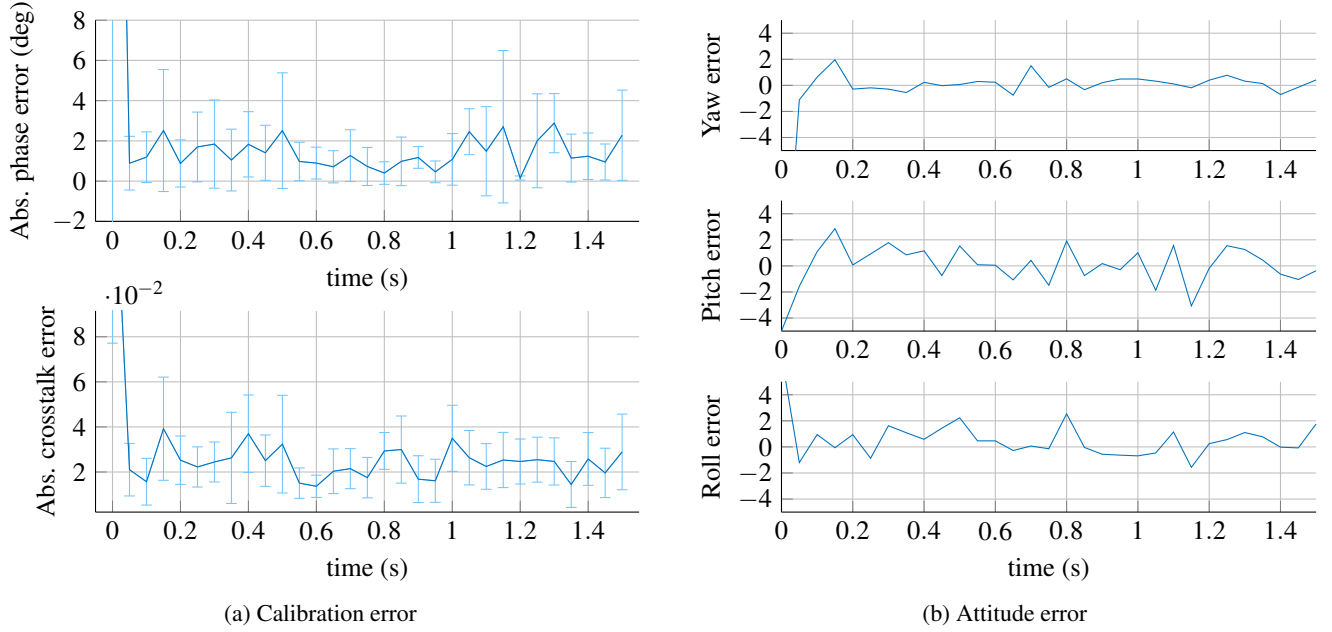 Abs. phase error (deg)
8
6
4
2
0
−2
0 0.2 0.4 0.6 0.8 1 1.2 1.4
time (s)
·10−2
Abs. crosstalk error
8
6
4
2
0 0.2 0.4 0.6 0.8 1 1.2 1.4
time (s)
(a) Calibration error
Yaw error
4
2
0
−2
−4
0 0.2 0.4 0.6 0.8 1 1.2 1.4
Pitch error
4
2
0
−2
−4
0 0.2 0.4 0.6 0.8 1 1.2 1.4
Roll error
4
2
0
−2
−4
0 0.2 0.4 0.6 0.8 1 1.2 1.4
time (s)
(b) Attitude error